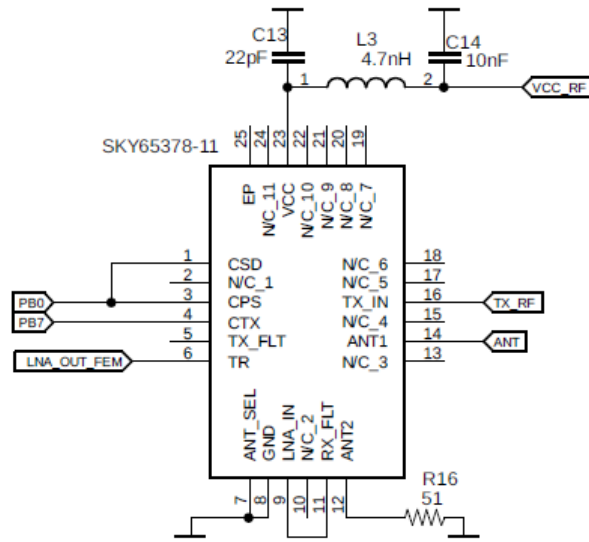 C13
22pF
L3
4.7nH
C14
10nF
1
2
VCC_RF
SKY65378-11
25
24
23
22
21
20
19
EP
N/C_11
VCC
N/C_10
N/C_9
N/C_8
N/C_7
1
CSD
2
N/C_1
PB0
3
CPS
PB7
4
CTX
5
TX_FLT
LNA_OUT_FEM
6
TR
N/C_6
18
N/C_5
17
TX_IN
16
TX_RF
N/C_4
15
ANT1
14
ANT
N/C_3
13
ANT_SEL
GND
LNA_IN
N/C_2
RX_FLT
ANT2
7
8
9
10
11
12
R16
51